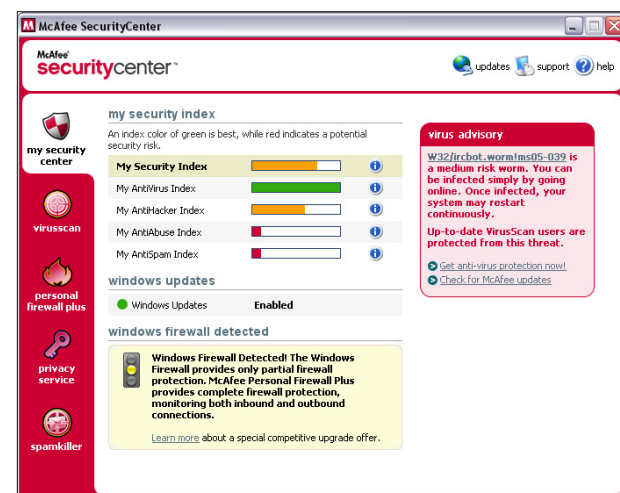 McAfee SecurityCenter
McAfee
securitycenter
updates
support
help
my security
center
virusscan
personal
firewall plus
privacy
service
spamkiller
my security index
An index color of green is best, while red indicates a potential
security risk.
My Security Index
My AntiVirus Index
My AntiHacker Index
My AntiAbuse Index
My AntiSpam Index
windows updates
Windows Updates Enabled
windows firewall detected
Windows Firewall Detected! The Windows
Firewall provides only partial firewall
protection. McAfee Personal Firewall Plus
provides complete firewall protection,
monitoring both inbound and outbound
connections.
Learn more about a special competitive upgrade offer.
virus advisory
W32/ircbot.worm!ms05-039 is
a medium risk worm. You can
be infected simply by going
online. Once infected, your
system may restart
continuously.
Up-to-date VirusScan users are
protected from this threat.
Get anti-virus protection now!
Check for McAfee updates